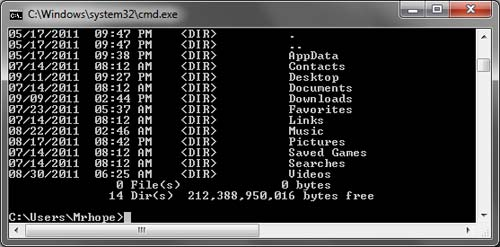 C:\Windows\system32\cmd.exe
05/17/2011 09:47 PM <DIR> .
05/17/2011 09:47 PM <DIR> ..
05/17/2011 09:38 PM <DIR> AppData
07/14/2011 08:12 AM <DIR> Contacts
09/11/2011 09:27 PM <DIR> Desktop
07/14/2011 08:12 AM <DIR> Documents
09/09/2011 02:44 PM <DIR> Downloads
07/23/2011 05:37 AM <DIR> Favorites
07/14/2011 08:12 AM <DIR> Links
08/22/2011 02:46 AM <DIR> Music
08/17/2011 08:42 PM <DIR> Pictures
07/14/2011 08:12 AM <DIR> Saved Games
07/14/2011 08:12 AM <DIR> Searches
08/30/2011 06:25 AM <DIR> Videos
0 File(s) 0 bytes
14 Dir(s) 212,388,950,016 bytes free
C:\Users\Mrhope>